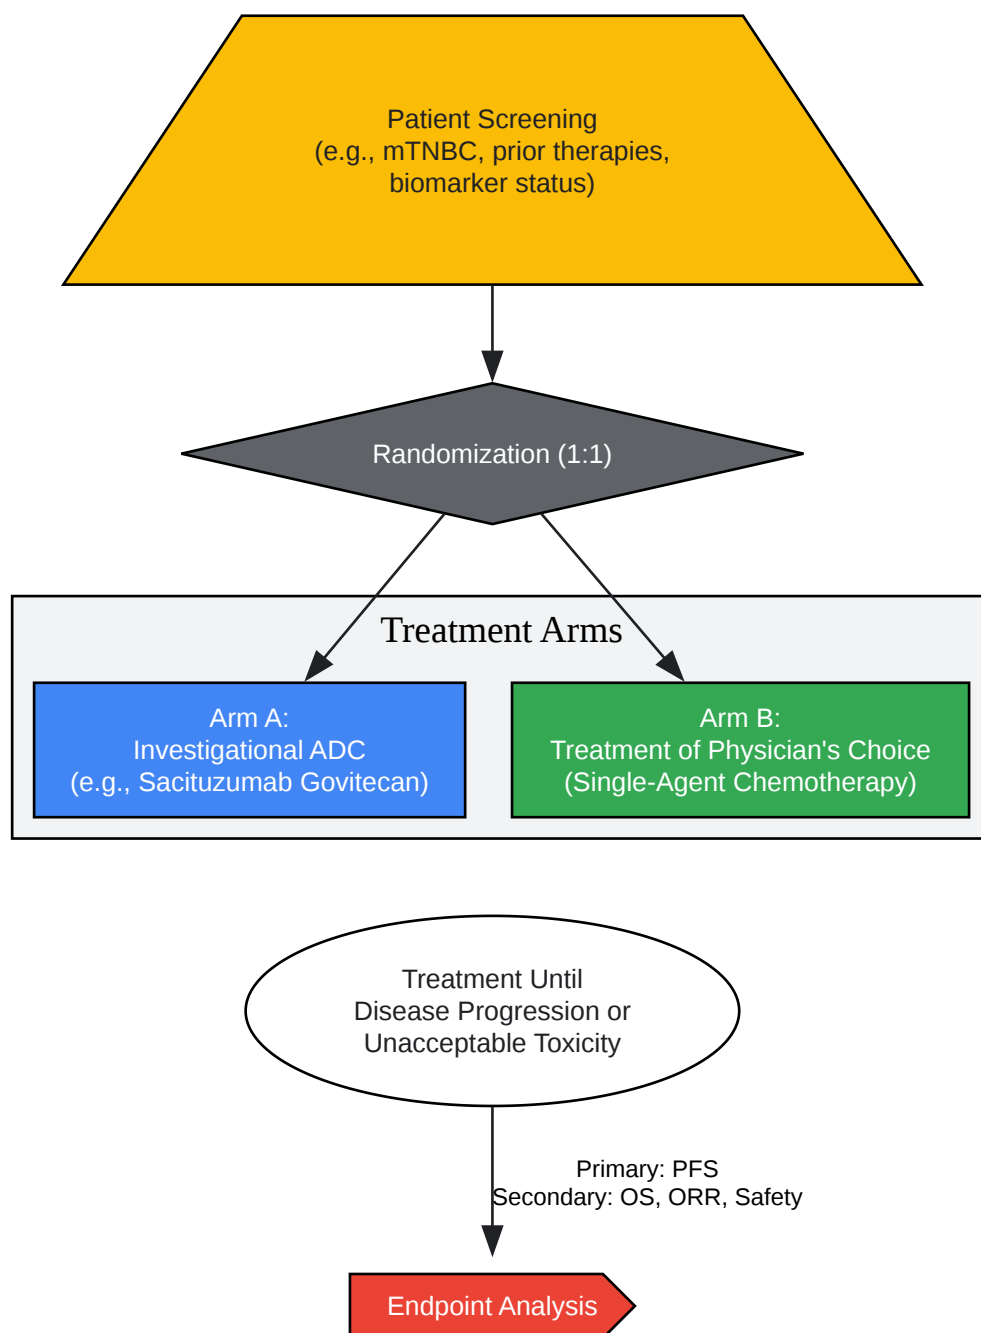 Patient Screening
(e.g., mTNBC, prior therapies,
biomarker status)
Randomization (1:1)
Treatment Arms
Arm A:
Investigational ADC
(e.g., Sacituzumab Govitecan)
Arm B:
Treatment of Physician's Choice
(Single-Agent Chemotherapy)
Treatment Until
Disease Progression or
Unacceptable Toxicity
Primary: PFS
Secondary: OS, ORR, Safety
Endpoint Analysis